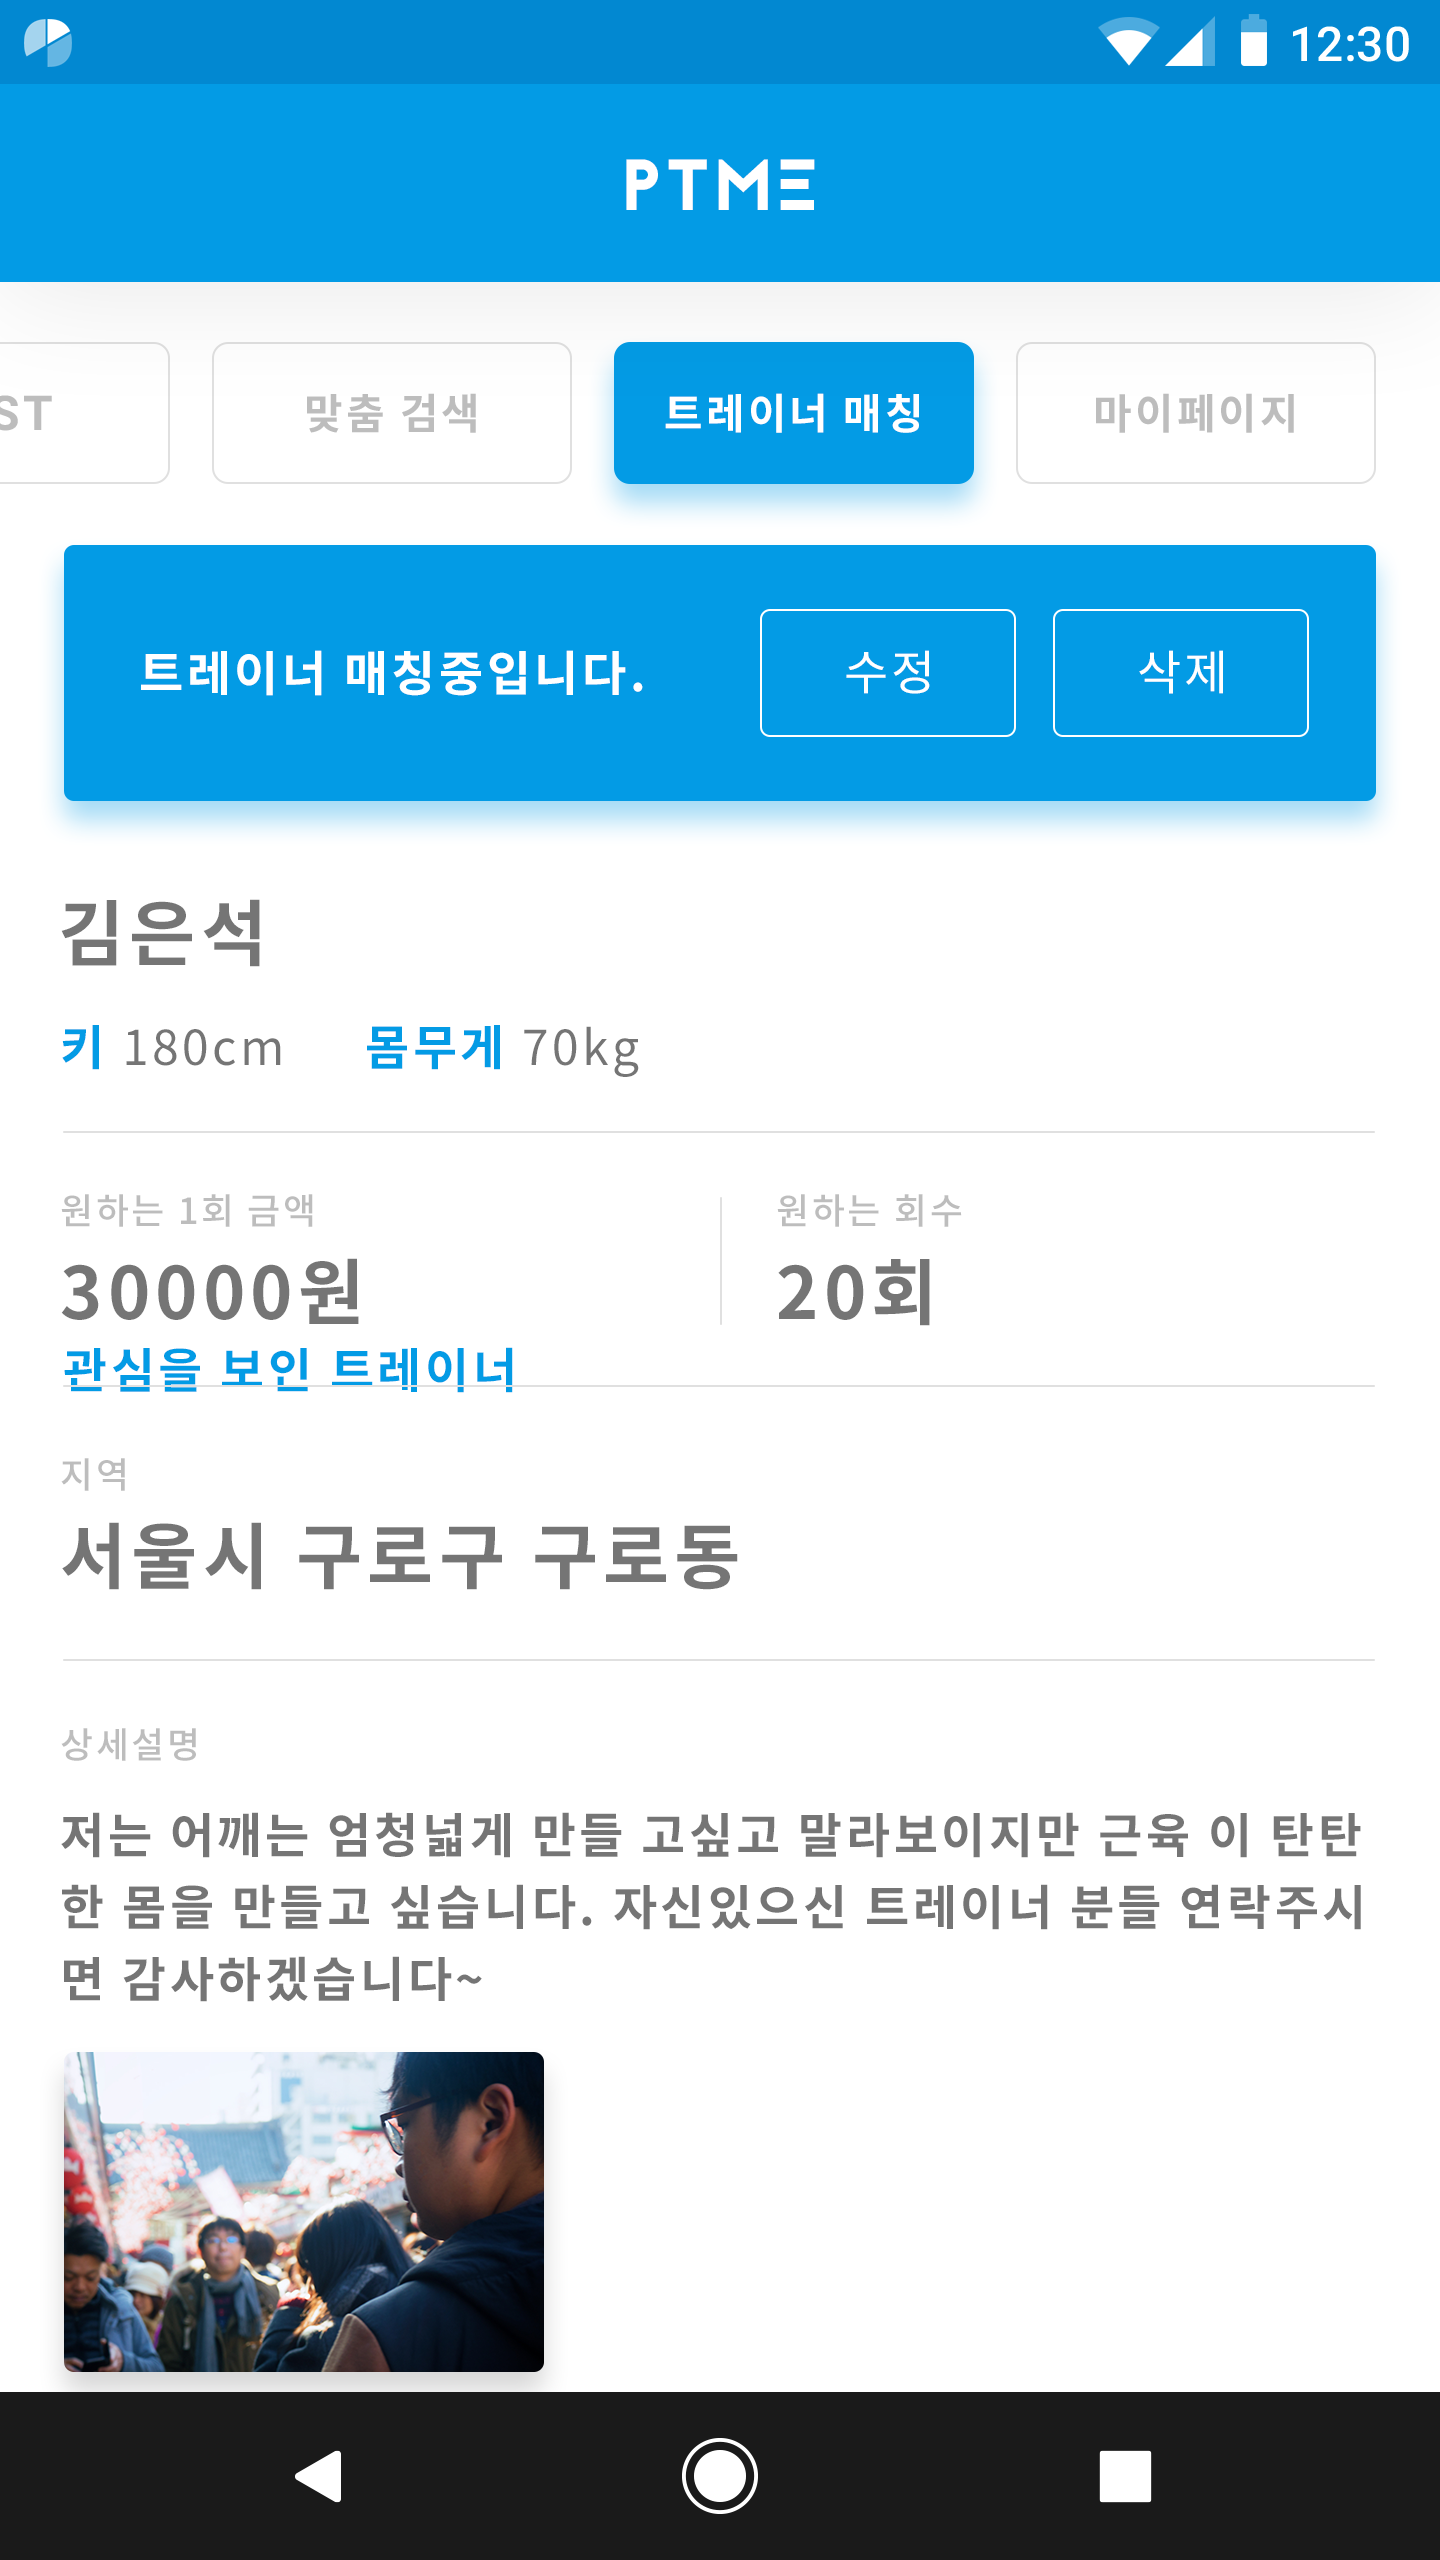 12:30
PTME
ST
맞춤 검색
트레이너 매칭
마이페이지
트레이너 매칭중입니다.
수정
삭제
김은석
키 180cm 몸무게 70kg
원하는 1회 금액
30000원
원하는 회수
20회
관심을 보인 트레이너
지역
서울시 구로구 구로동
상세설명
저는 어깨는 엄청넓게 만들 고싶고 말라보이지만 근육 이 탄탄
한 몸을 만들고 싶습니다. 자신있으신 트레이너 분들 연락주시
면 감사하겠습니다~